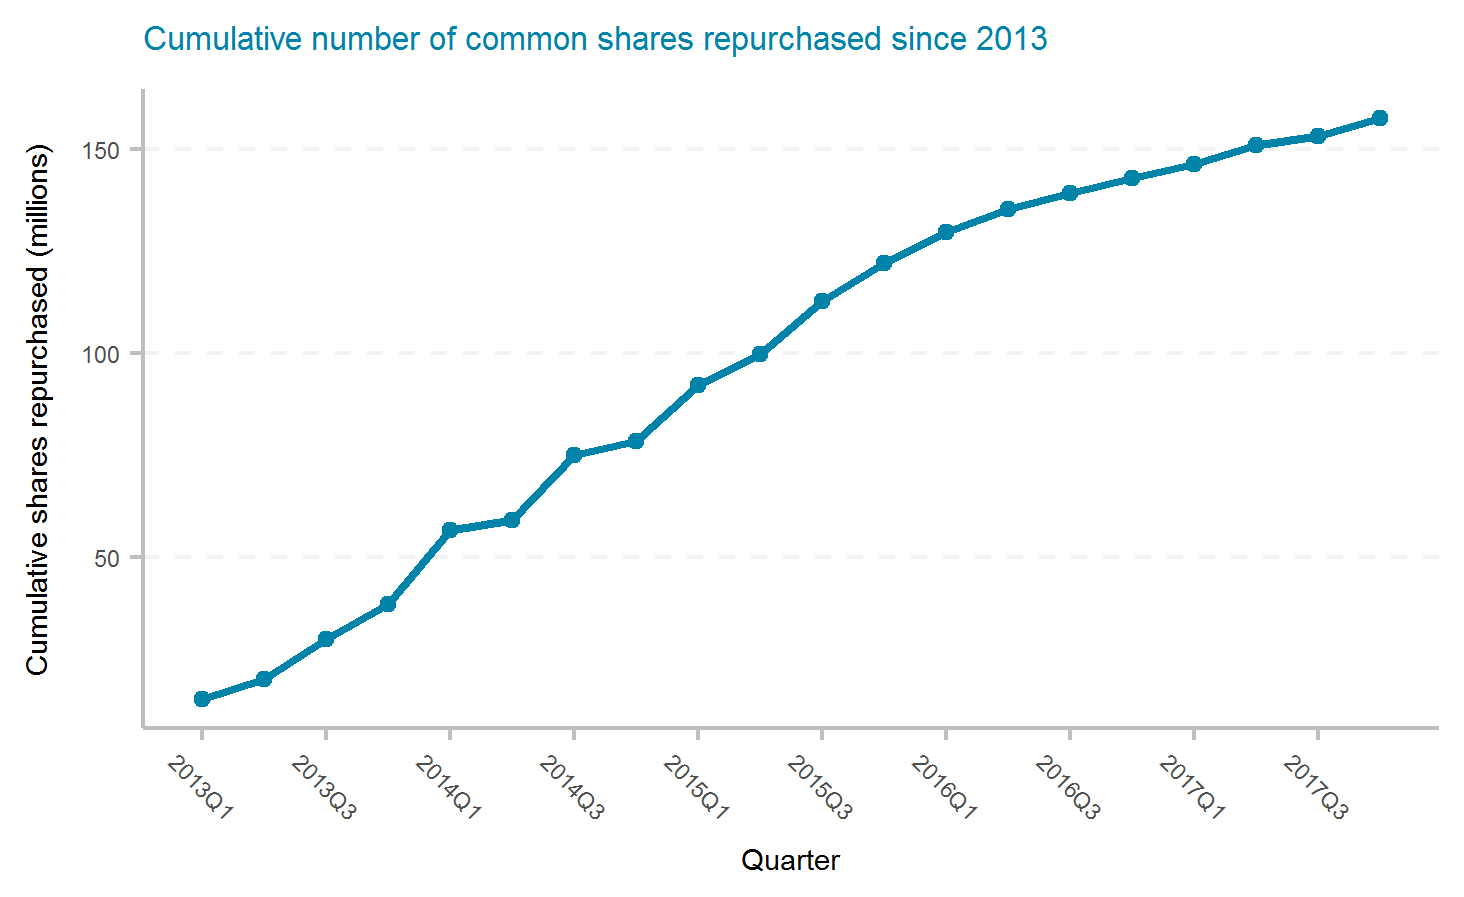 Cumulative number of common shares repurchased since 2013
Cumulative shares repurchased (millions)
150
100
50
2013Q1
2013Q3
2014Q1
2014Q3
2015Q1
2015Q3
2016Q1
2016Q3
2017Q1
2017Q3
Quarter